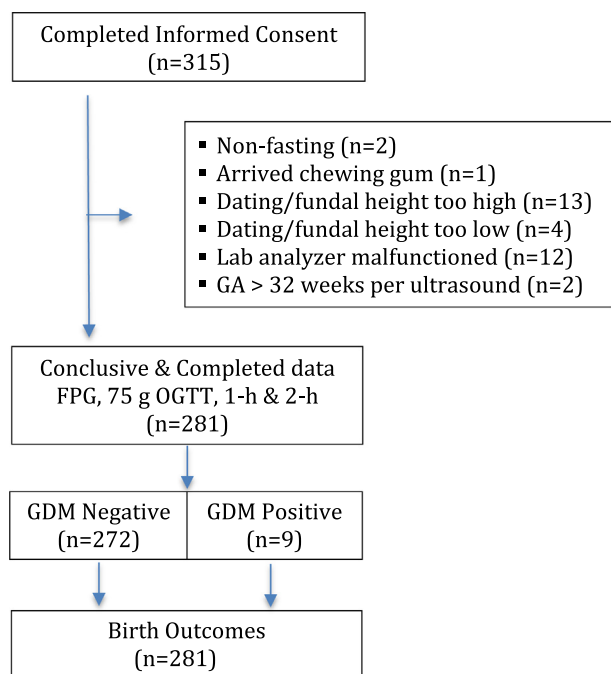 Completed Informed Consent
(n=315)
▪ Non-fasting (n=2)
▪ Arrived chewing gum (n=1)
▪ Dating/fundal height too high (n=13)
▪ Dating/fundal height too low (n=4)
▪ Lab analyzer malfunctioned (n=12)
▪ GA > 32 weeks per ultrasound (n=2)
Conclusive & Completed data
FPG, 75 g OGTT, 1-h & 2-h
(n=281)
GDM Negative
(n=272)
GDM Positive
(n=9)
Birth Outcomes
(n=281)